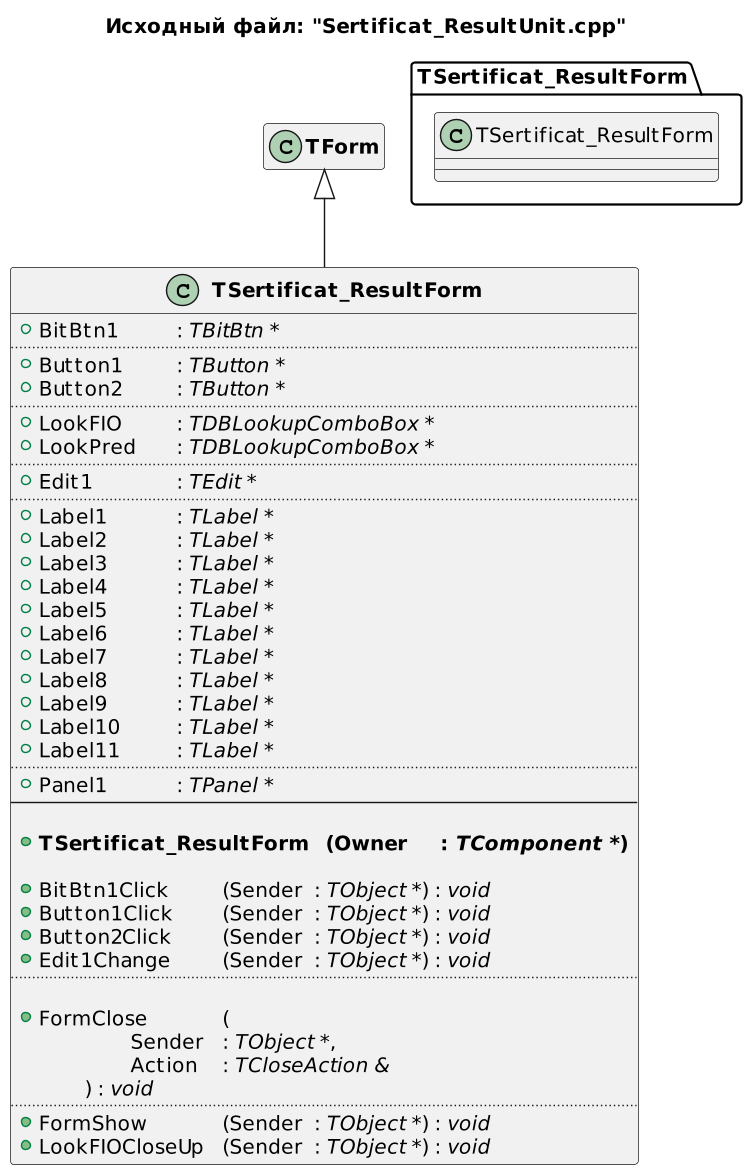 Исходный файл: "Sertificat_ResultUnit.cpp"
TSertificat_ResultForm
C TForm
C TSertificat_ResultForm
C TSertificat_ResultForm
BitBtn1 : TBitBtn *
Button1 : TButton *
Button2 : TButton *
LookFIO : TDBLookupComboBox *
LookPred : TDBLookupComboBox *
Edit1 : TEdit *
Label1 : TLabel *
Label2 : TLabel *
Label3 : TLabel *
Label4 : TLabel *
Label5 : TLabel *
Label6 : TLabel *
Label7 : TLabel *
Label8 : TLabel *
Label9 : TLabel *
Label10 : TLabel *
Label11 : TLabel *
Panel1 : TPanel *
TSertificat_ResultForm (Owner : TComponent *)
BitBtn1Click (Sender : TObject *) : void
Button1Click (Sender : TObject *) : void
Button2Click (Sender : TObject *) : void
Edit1Change (Sender : TObject *) : void
FormClose (
Sender : TObject *,
Action : TCloseAction &
) : void
FormShow (Sender : TObject *) : void
LookFIOCloseUp (Sender : TObject *) : void